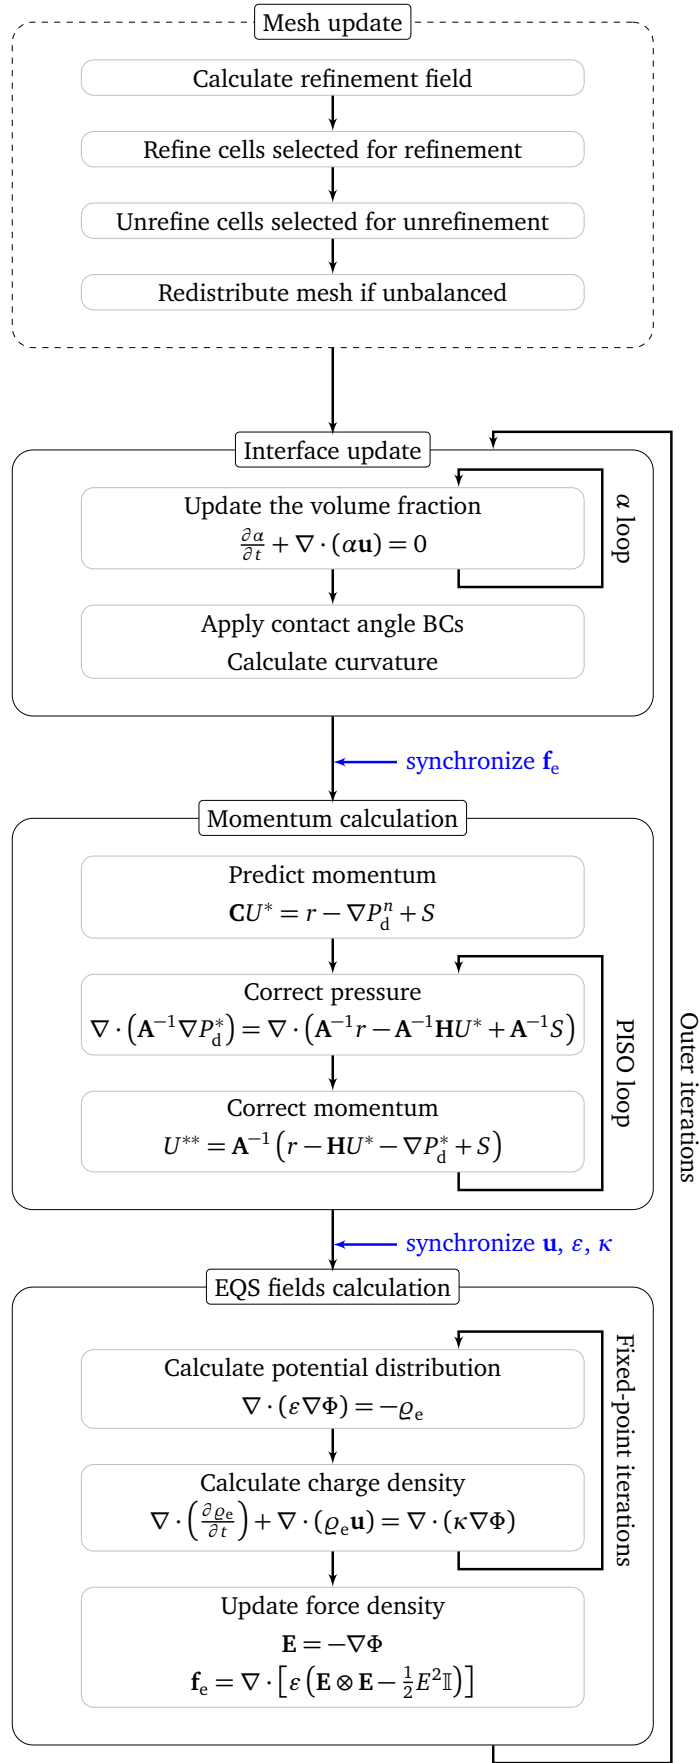 Mesh update
Calculate refinement field
Refine cells selected for refinement
Unrefine cells selected for unrefinement
Redistribute mesh if unbalanced
Interface update
Update the volume fraction
∂α/∂t + ∇ · (α𝐮) = 0
α loop
Apply contact angle BCs
Calculate curvature
synchronize 𝐟ₑ
Momentum calculation
Predict momentum
𝐂U* = r − ∇P_d^n + S
Correct pressure
∇ · (𝐀⁻¹∇P_d^*) = ∇ · (𝐀⁻¹r − 𝐀⁻¹𝐇U* + 𝐀⁻¹S)
Correct momentum
U** = 𝐀⁻¹ (r − 𝐇U* − ∇P_d^* + S)
PISO loop
Outer iterations
synchronize 𝐮, ε, κ
EQS fields calculation
Calculate potential distribution
∇ · (ε∇Φ) = −ϱₑ
Calculate charge density
∇ · (∂ϱₑ/∂t) + ∇ · (ϱₑ𝐮) = ∇ · (κ∇Φ)
Fixed-point iterations
Update force density
𝐄 = −∇Φ
𝐟ₑ = ∇ · [ε (𝐄 ⊗ 𝐄 − ½E²𝕀)]